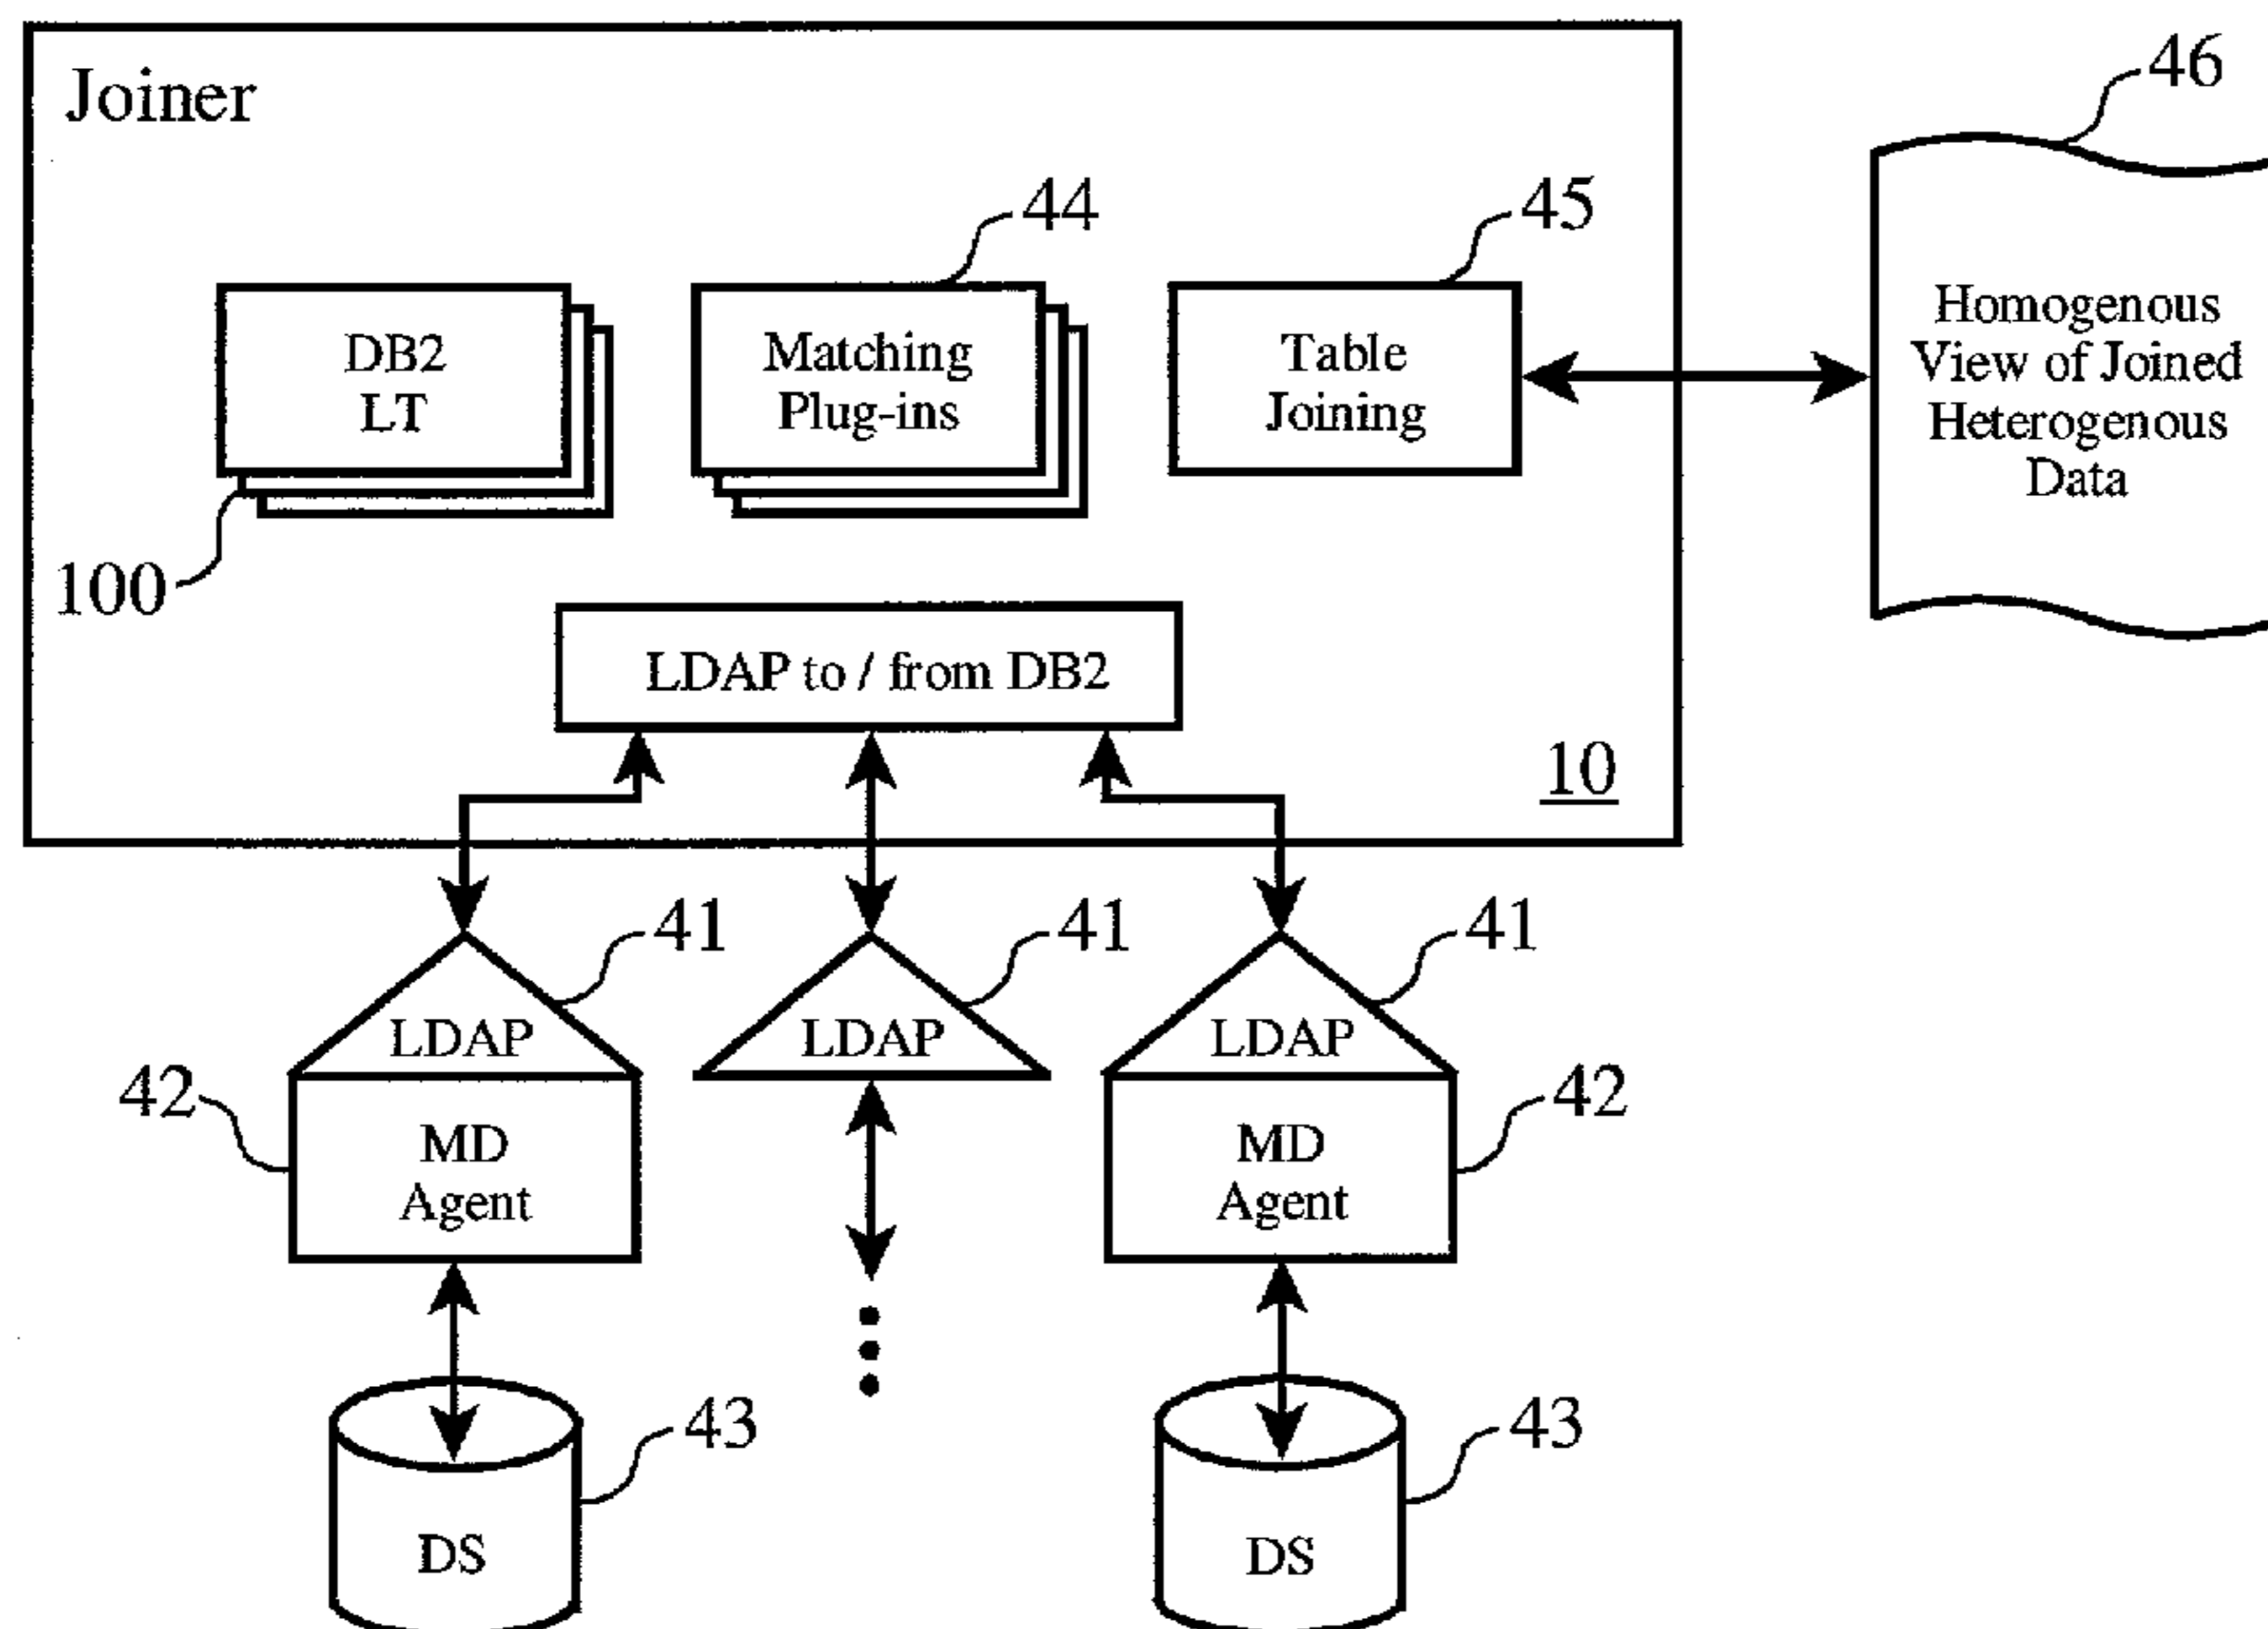 Joiner
46
44
45
DB2
LT
Matching
Plug-ins
Table
Joining
Homogenous
View of Joined
Heterogenous
Data
100
LDAP to / from DB2
10
41
41
41
LDAP
LDAP
LDAP
42
42
MD
Agent
MD
Agent
43
43
DS
DS